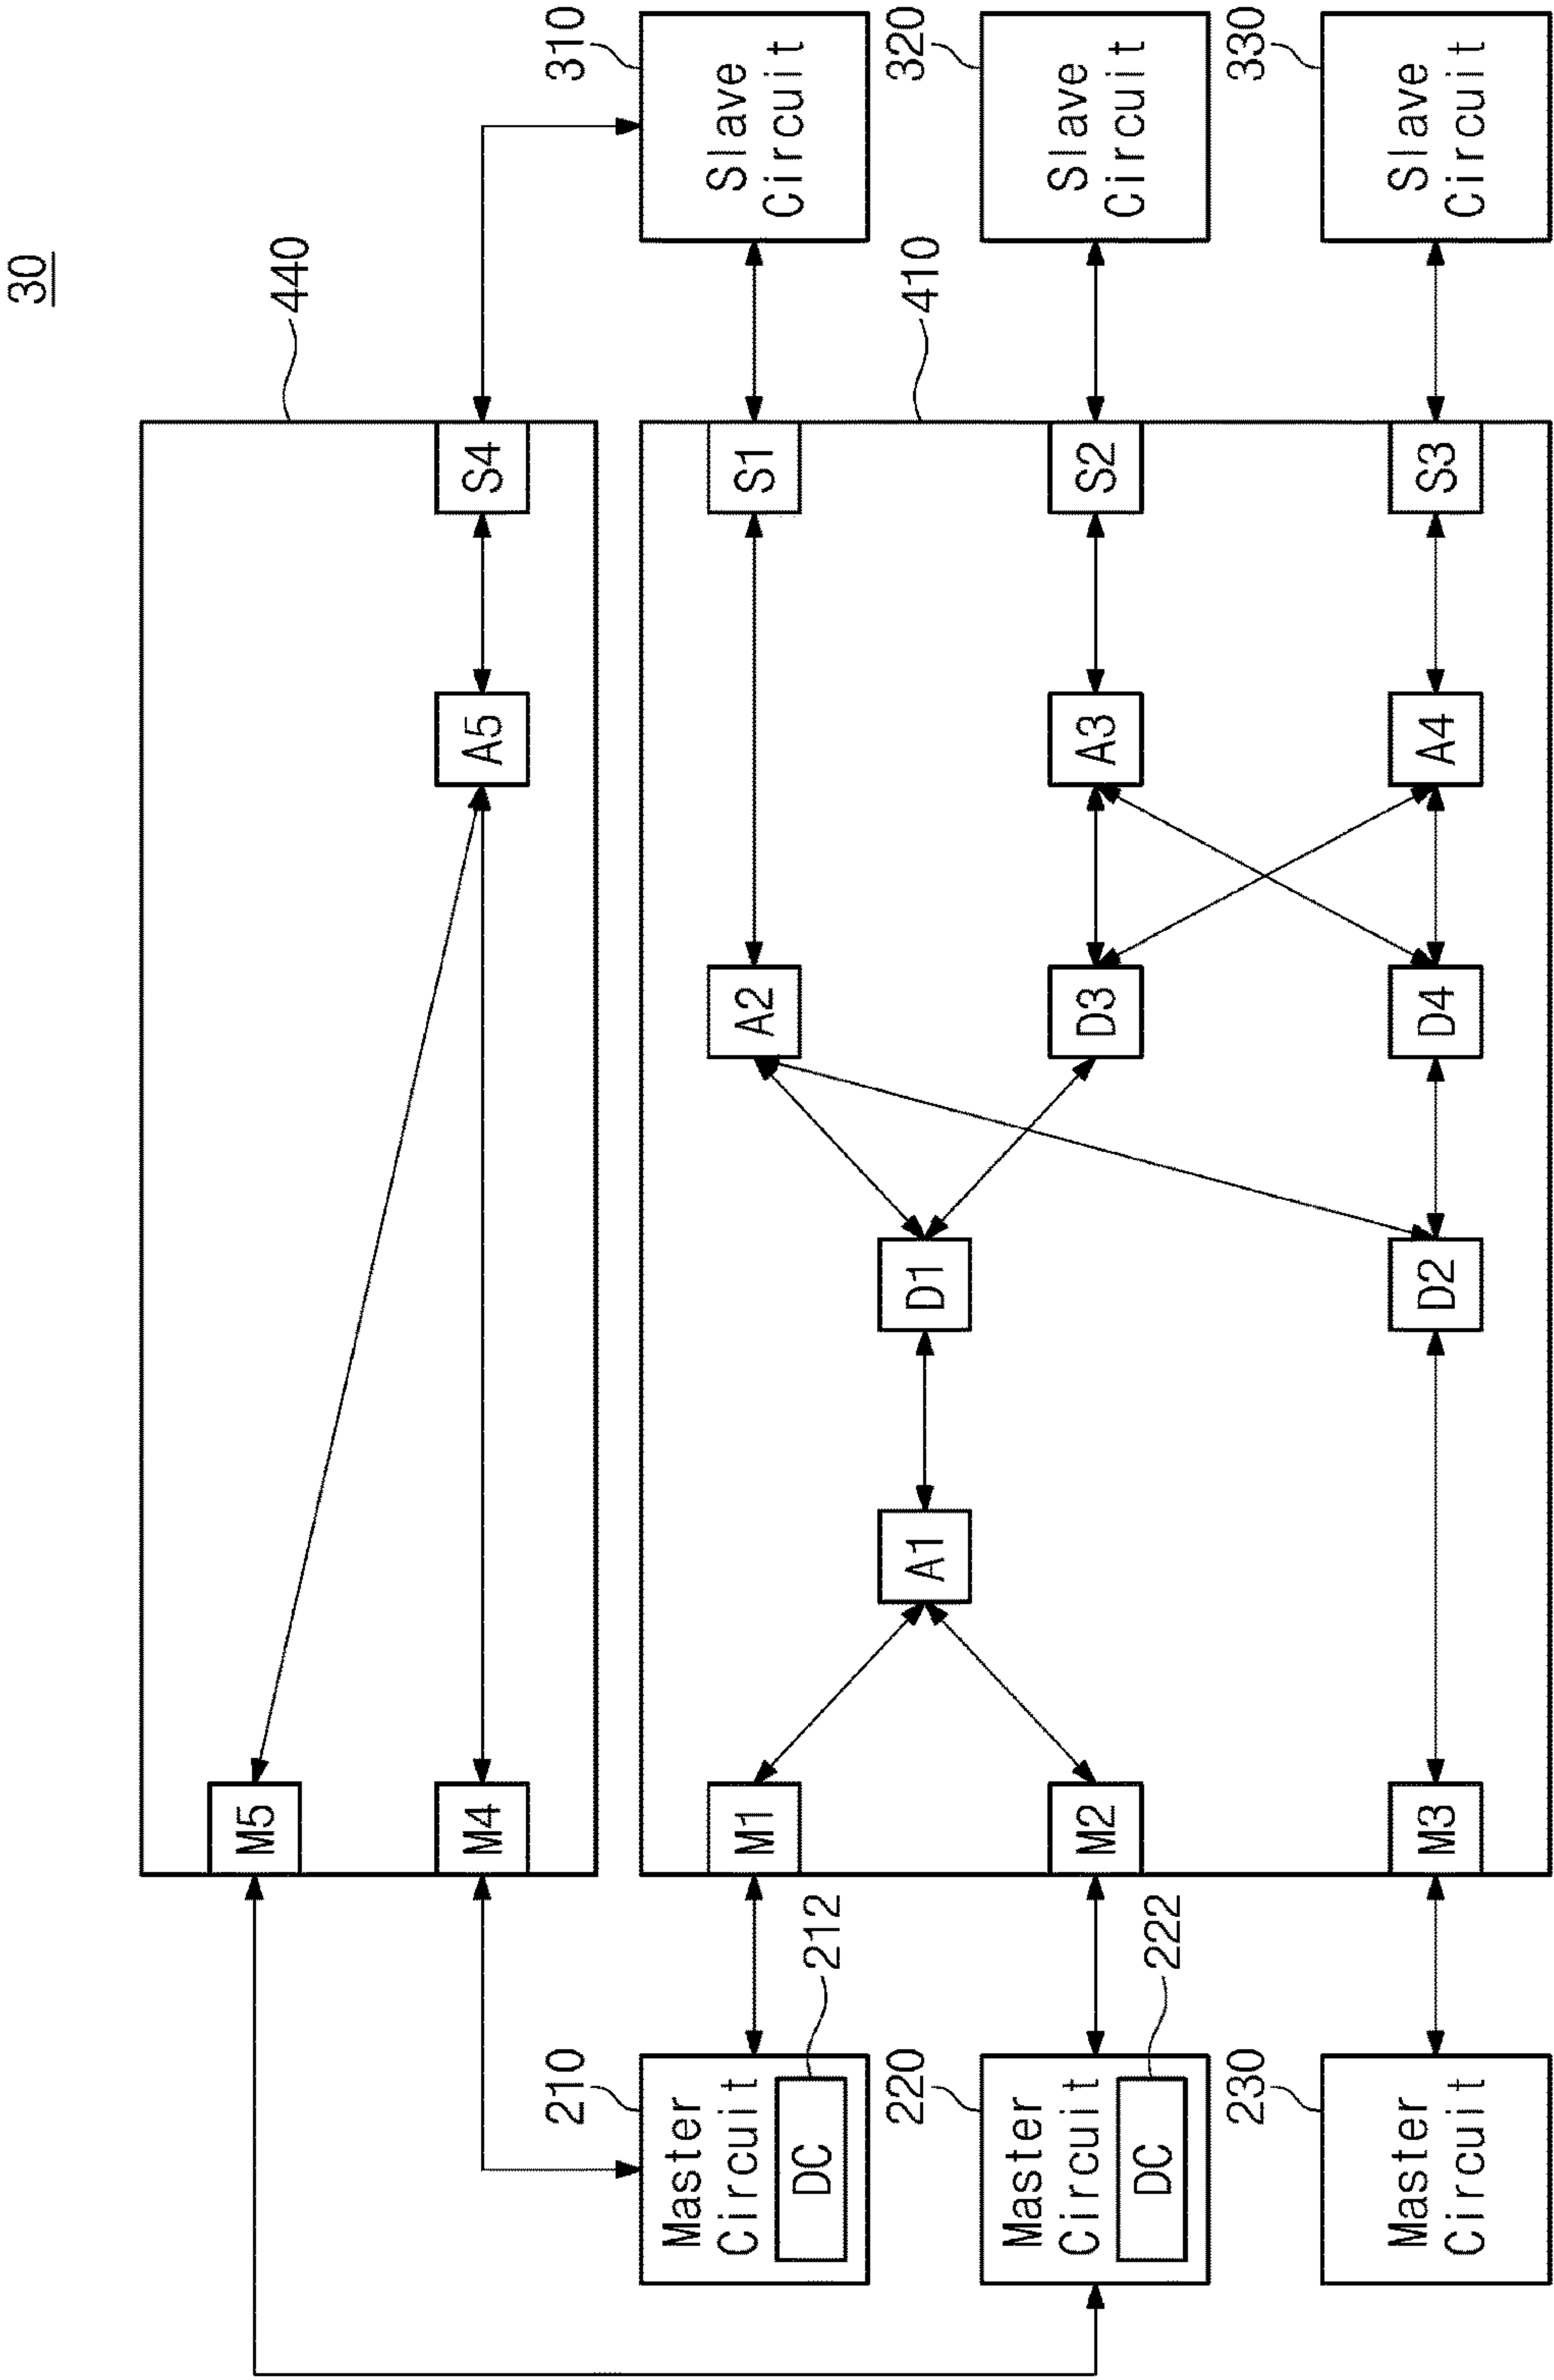 30
440
M5
A5
M4
S4
210
Master
Circuit
DC
212
310
Slave
Circuit
M1
A2
S1
410
A1
D1
220
Master
Circuit
DC
222
M2
D3
A3
S2
320
Slave
Circuit
230
Master
Circuit
M3
D2
D4
A4
S3
330
Slave
Circuit